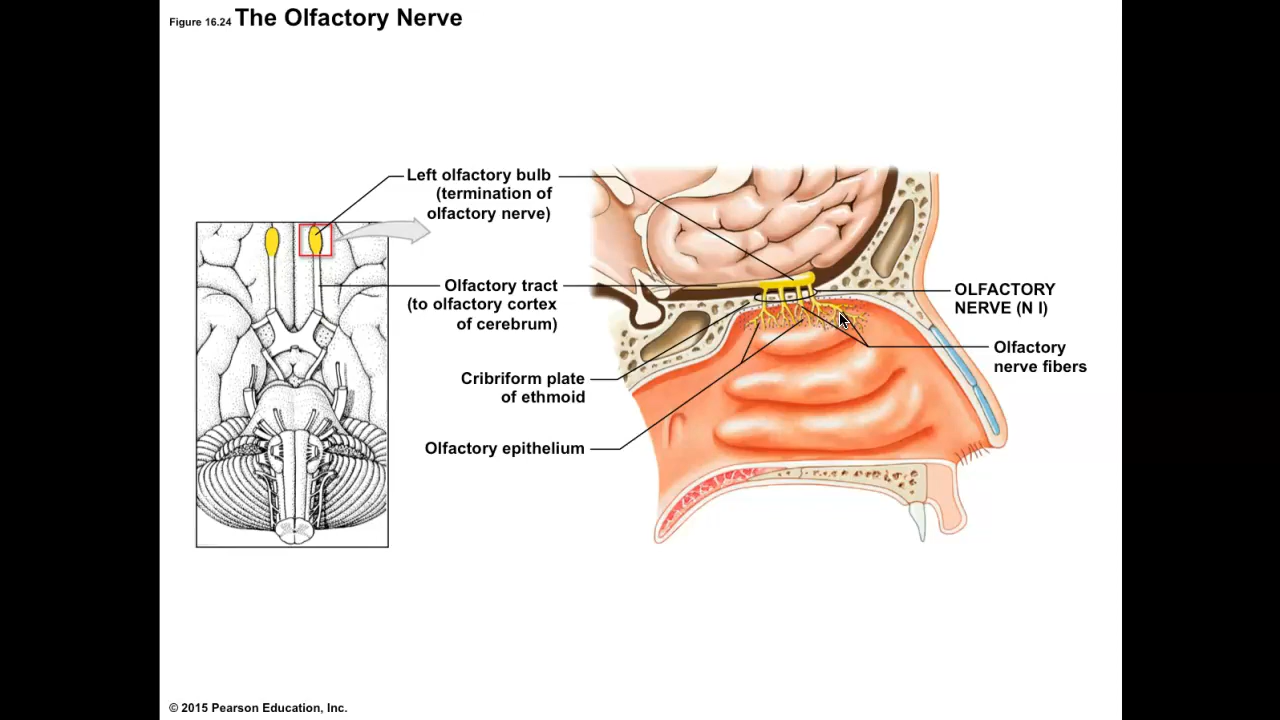 Figure 16.24 The Olfactory Nerve
Left olfactory bulb
(termination of
olfactory nerve)
Olfactory tract
(to olfactory cortex
of cerebrum)
Cribriform plate
of ethmoid
Olfactory epithelium
OLFACTORY
NERVE (N I)
Olfactory
nerve fibers
© 2015 Pearson Education, Inc.